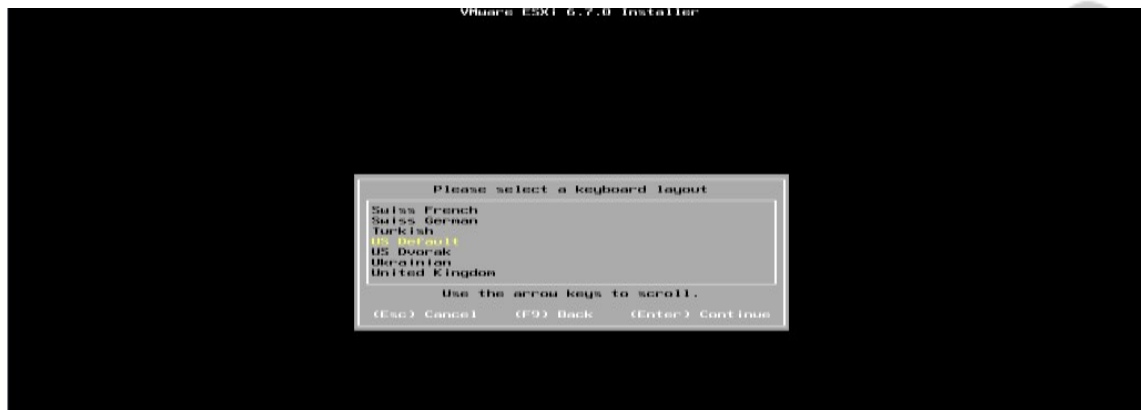 VMware ESXi 6.7.0 Installer
Please select a keyboard layout
Swiss French
Swiss German
Turkish
US Default
US Dvorak
Ukrainian
United Kingdom
Use the arrow keys to scroll.
(Esc) Cancel (F9) Back (Enter) Continue